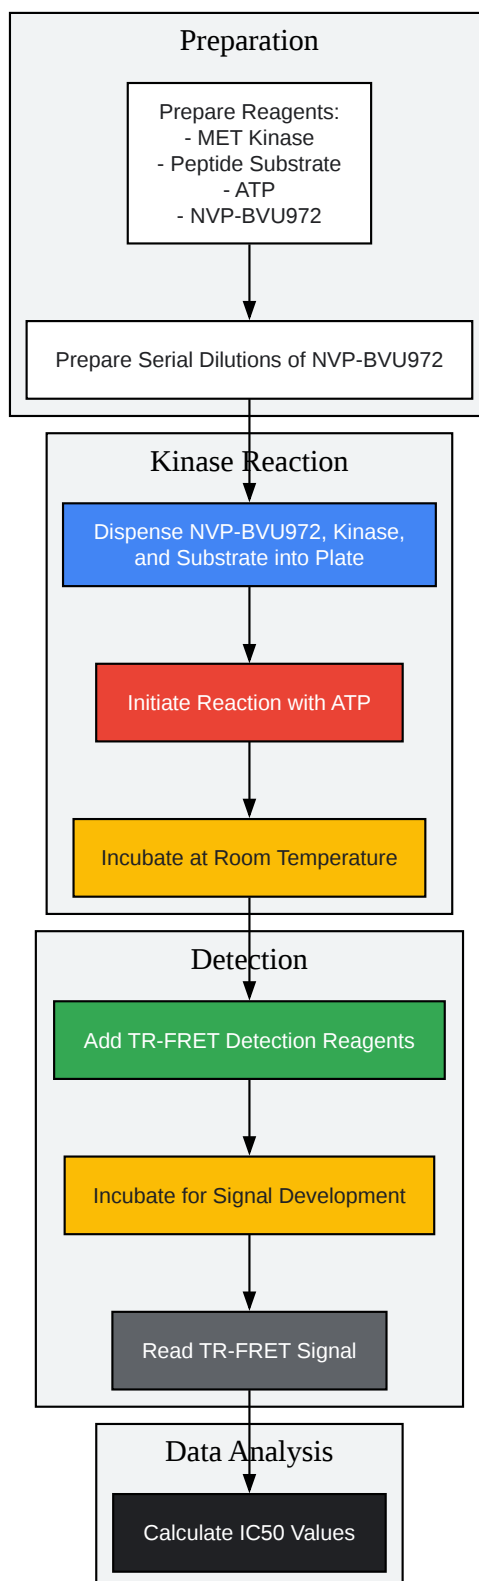 Preparation
Prepare Reagents:
- MET Kinase
- Peptide Substrate
- ATP
- NVP-BVU972
Prepare Serial Dilutions of NVP-BVU972
Kinase Reaction
Dispense NVP-BVU972, Kinase,
and Substrate into Plate
Initiate Reaction with ATP
Incubate at Room Temperature
Detection
Add TR-FRET Detection Reagents
Incubate for Signal Development
Read TR-FRET Signal
Data Analysis
Calculate IC50 Values